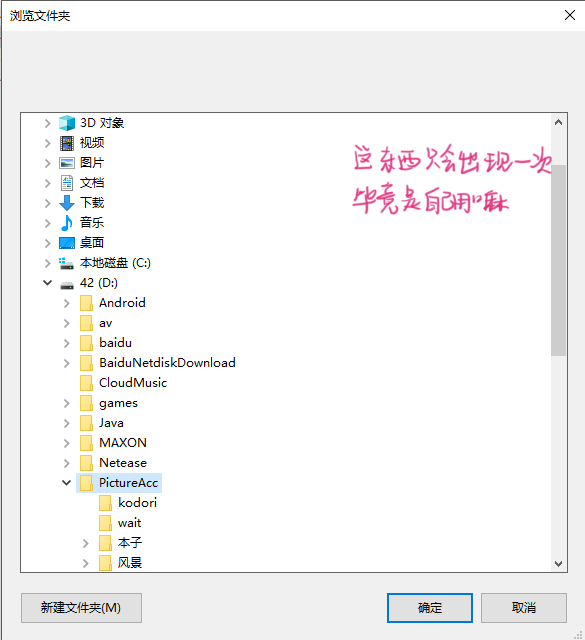 浏览文件夹
3D 对象
视频
图片
文档
下载
音乐
桌面
本地磁盘 (C:)
42 (D:)
Android
av
baidu
BaiduNetdiskDownload
CloudMusic
games
Java
MAXON
Netease
PictureAcc
kodori
wait
本子
风景
这东西只会出现一次
毕竟是自己用嘛
新建文件夹(M)
确定
取消